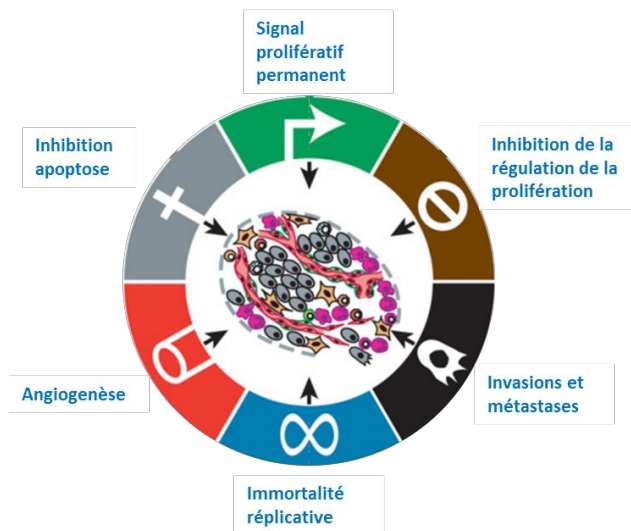 Signal
prolifératif
permanent
Inhibition
apoptose
Inhibition de la
régulation de la
prolifération
Angiogenèse
Invasions et
métastases
Immortalité
réplicative